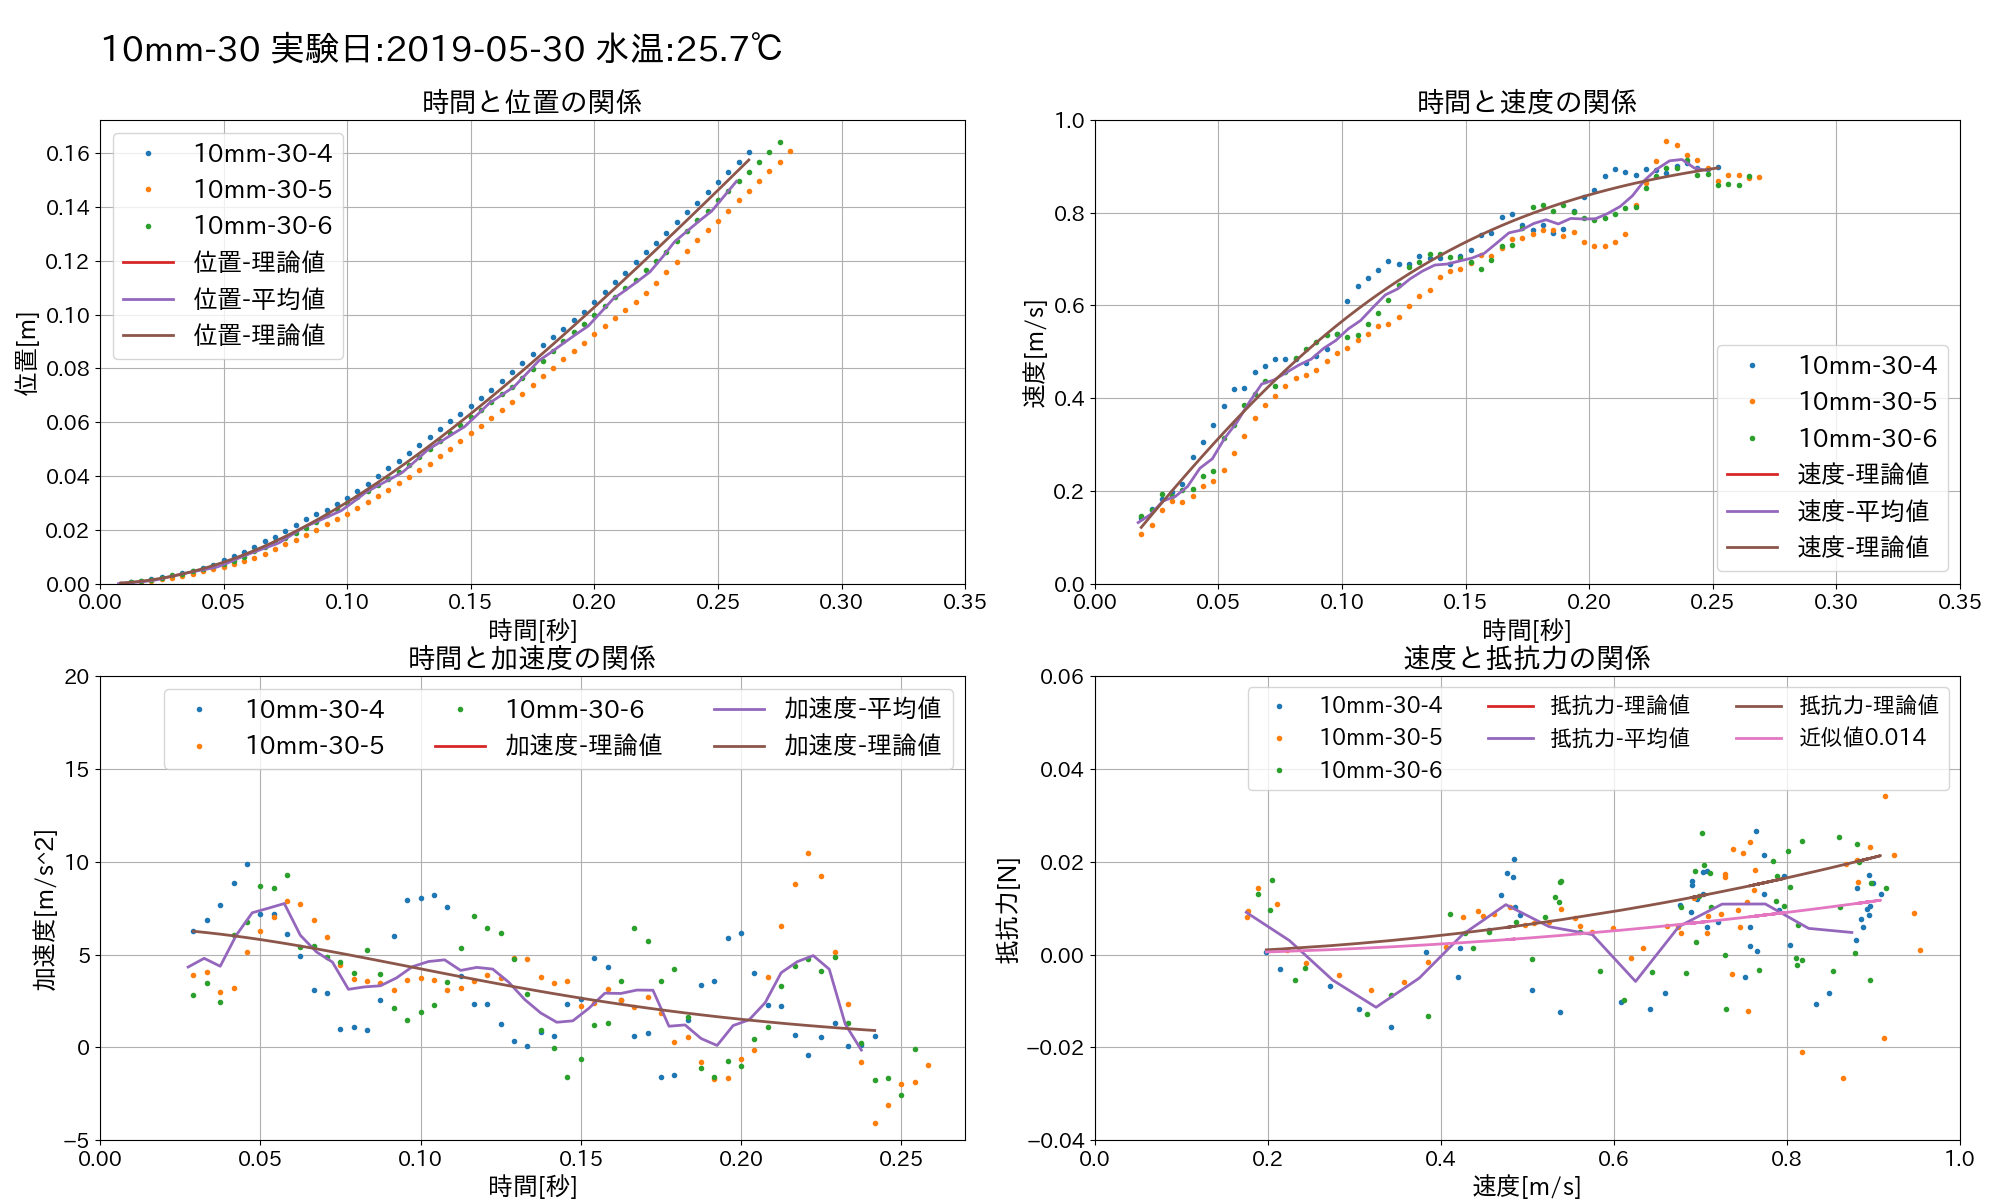 10mm-30 実験日:2019-05-30 水温:25.7℃
時間と位置の関係
位置[m]
0.16
0.14
0.12
0.10
0.08
0.06
0.04
0.02
0.00
10mm-30-4
10mm-30-5
10mm-30-6
位置-理論値
位置-平均値
位置-理論値
0.00 0.05 0.10 0.15 0.20 0.25 0.30 0.35
時間[秒]
時間と速度の関係
速度[m/s]
1.0
0.8
0.6
0.4
0.2
0.0
10mm-30-4
10mm-30-5
10mm-30-6
速度-理論値
速度-平均値
速度-理論値
0.00 0.05 0.10 0.15 0.20 0.25 0.30 0.35
時間[秒]
時間と加速度の関係
加速度[m/s^2]
20
15
10
5
0
−5
10mm-30-4 10mm-30-6 加速度-平均値
10mm-30-5 加速度-理論値 加速度-理論値
0.00 0.05 0.10 0.15 0.20 0.25
時間[秒]
速度と抵抗力の関係
抵抗力[N]
0.06
0.04
0.02
0.00
−0.02
−0.04
10mm-30-4 抵抗力-理論値 抵抗力-理論値
10mm-30-5 抵抗力-平均値 近似値0.014
10mm-30-6
0.0 0.2 0.4 0.6 0.8 1.0
速度[m/s]